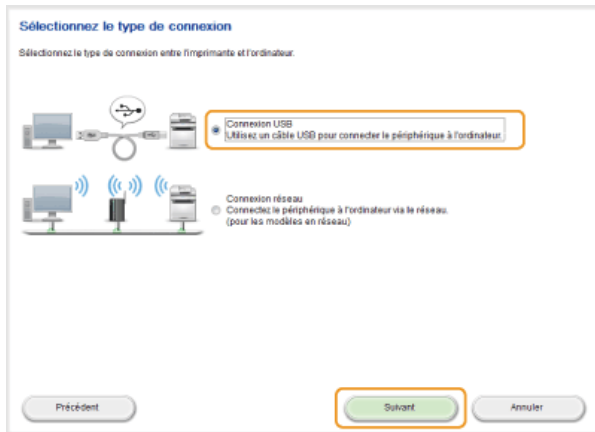 Sélectionnez le type de connexion
Sélectionnez le type de connexion entre l'imprimante et l'ordinateur.
Connexion USB
Utilisez un câble USB pour connecter le périphérique à l'ordinateur.
Connexion réseau
Connectez le périphérique à l'ordinateur via le réseau.
(pour les modèles en réseau)
Précédent
Suivant
Annuler